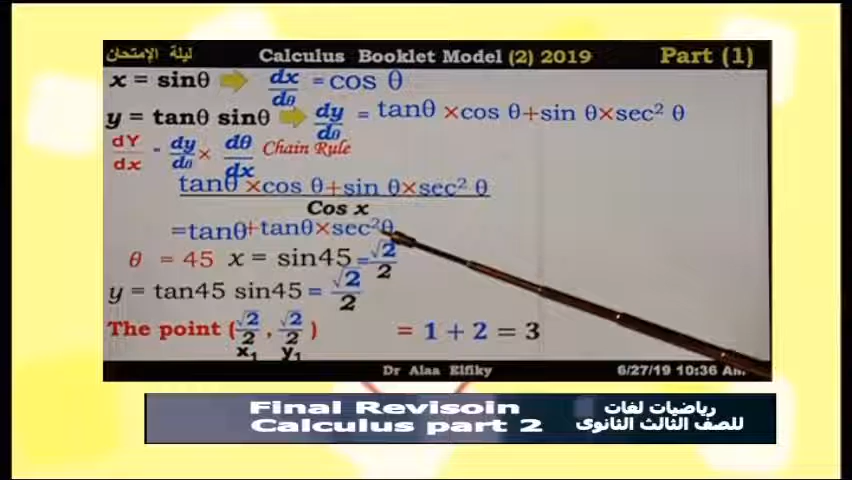 ليلة الإمتحان Calculus Booklet Model (2) 2019 Part (1)
x = sinθ ⇒ dx/dθ = cos θ
y = tanθ sinθ ⇒ dy/dθ = tanθ ×cos θ+sin θ×sec² θ
dY/dx = dy/dθ × dθ/dx Chain Rule
tanθ ×cos θ+sin θ×sec² θ
Cos x
=tanθ+tanθ×sec²θ
θ = 45 x = sin45 = √2/2
y = tan45 sin45 = √2/2
The point (√2/2 , √2/2) = 1 + 2 = 3
x₁ y₁
Dr Alaa Elfiky 6/27/19 10:36 AM
Final Revisoin رياضيات لغات
Calculus part 2 للصف الثالث الثانوى